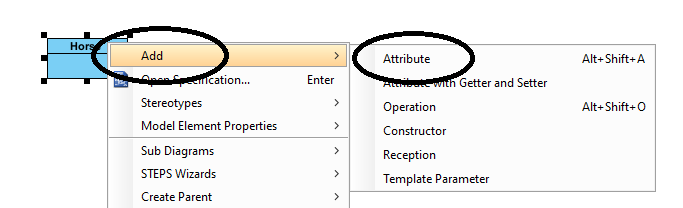 Hors
Add
Open Specification... Enter
Stereotypes
Model Element Properties
Sub Diagrams
STEPS Wizards
Create Parent
Attribute Alt+Shift+A
Attribute with Getter and Setter
Operation Alt+Shift+O
Constructor
Reception
Template Parameter